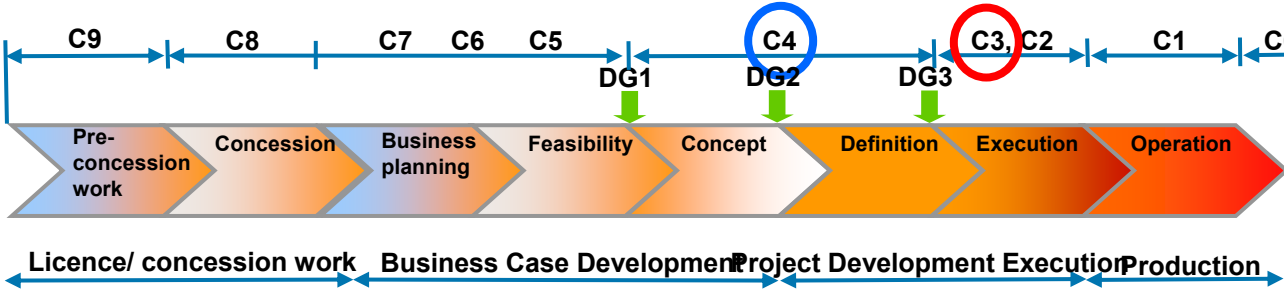 C9 C8 C7 C6 C5 C4 C3, C2 C1 C
DG1 DG2 DG3
Pre-
concession
work
Concession
Business
planning
Feasibility
Concept
Definition
Execution
Operation
Licence/ concession work Business Case Development Project Development Execution Production